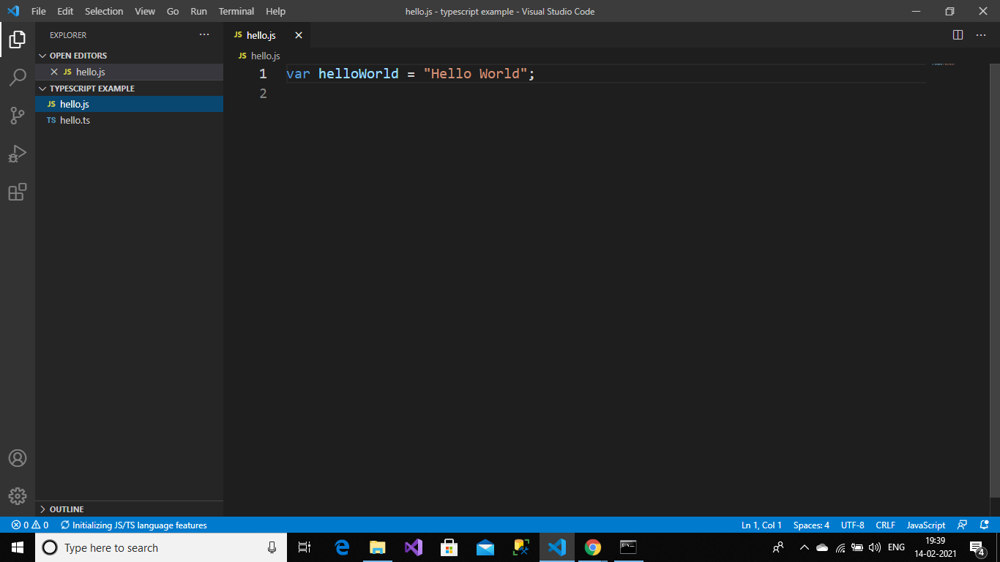 File Edit Selection View Go Run Terminal Help hello.js - typescript example - Visual Studio Code
EXPLORER
OPEN EDITORS
JS hello.js
TYPESCRIPT EXAMPLE
JS hello.js
TS hello.ts
OUTLINE
JS hello.js
JS hello.js
1 var helloWorld = "Hello World";
2
0 0 Initializing JS/TS language features Ln 1, Col 1 Spaces: 4 UTF-8 CRLF JavaScript
Type here to search ENG 19:39
14-02-2021 4